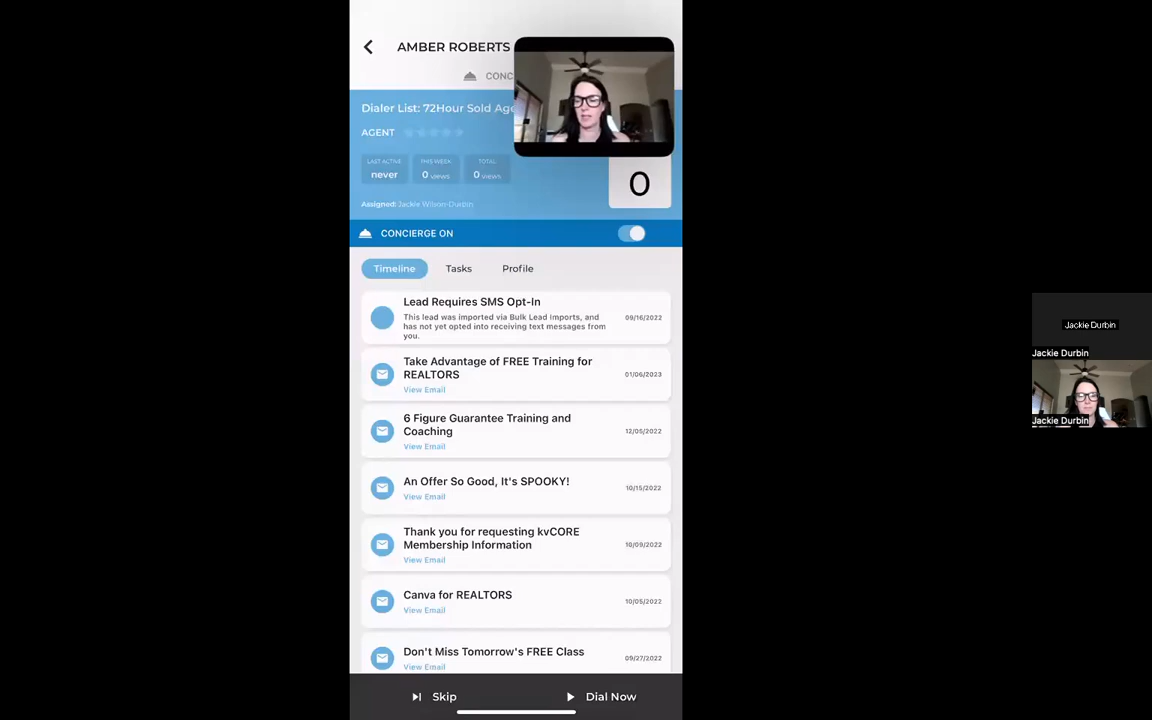 AMBER ROBERTS
CONC
Dialer List: 72Hour Sold Age
AGENT
LAST ACTIVE
never
THIS WEEK
0 VIEWS
TOTAL
0 VIEWS
0
Assigned: Jackie Wilson-Durbin
CONCIERGE ON
Timeline
Tasks
Profile
Lead Requires SMS Opt-In
This lead was imported via Bulk Lead Imports, and
has not yet opted into receiving text messages from
you.
09/16/2022
Take Advantage of FREE Training for
REALTORS
View Email
01/06/2023
6 Figure Guarantee Training and
Coaching
View Email
12/05/2022
An Offer So Good, It's SPOOKY!
View Email
10/15/2022
Thank you for requesting kvCORE
Membership Information
View Email
10/09/2022
Canva for REALTORS
View Email
10/05/2022
Don't Miss Tomorrow's FREE Class
View Email
09/27/2022
Skip
Dial Now
Jackie Durbin
Jackie Durbin
Jackie Durbin